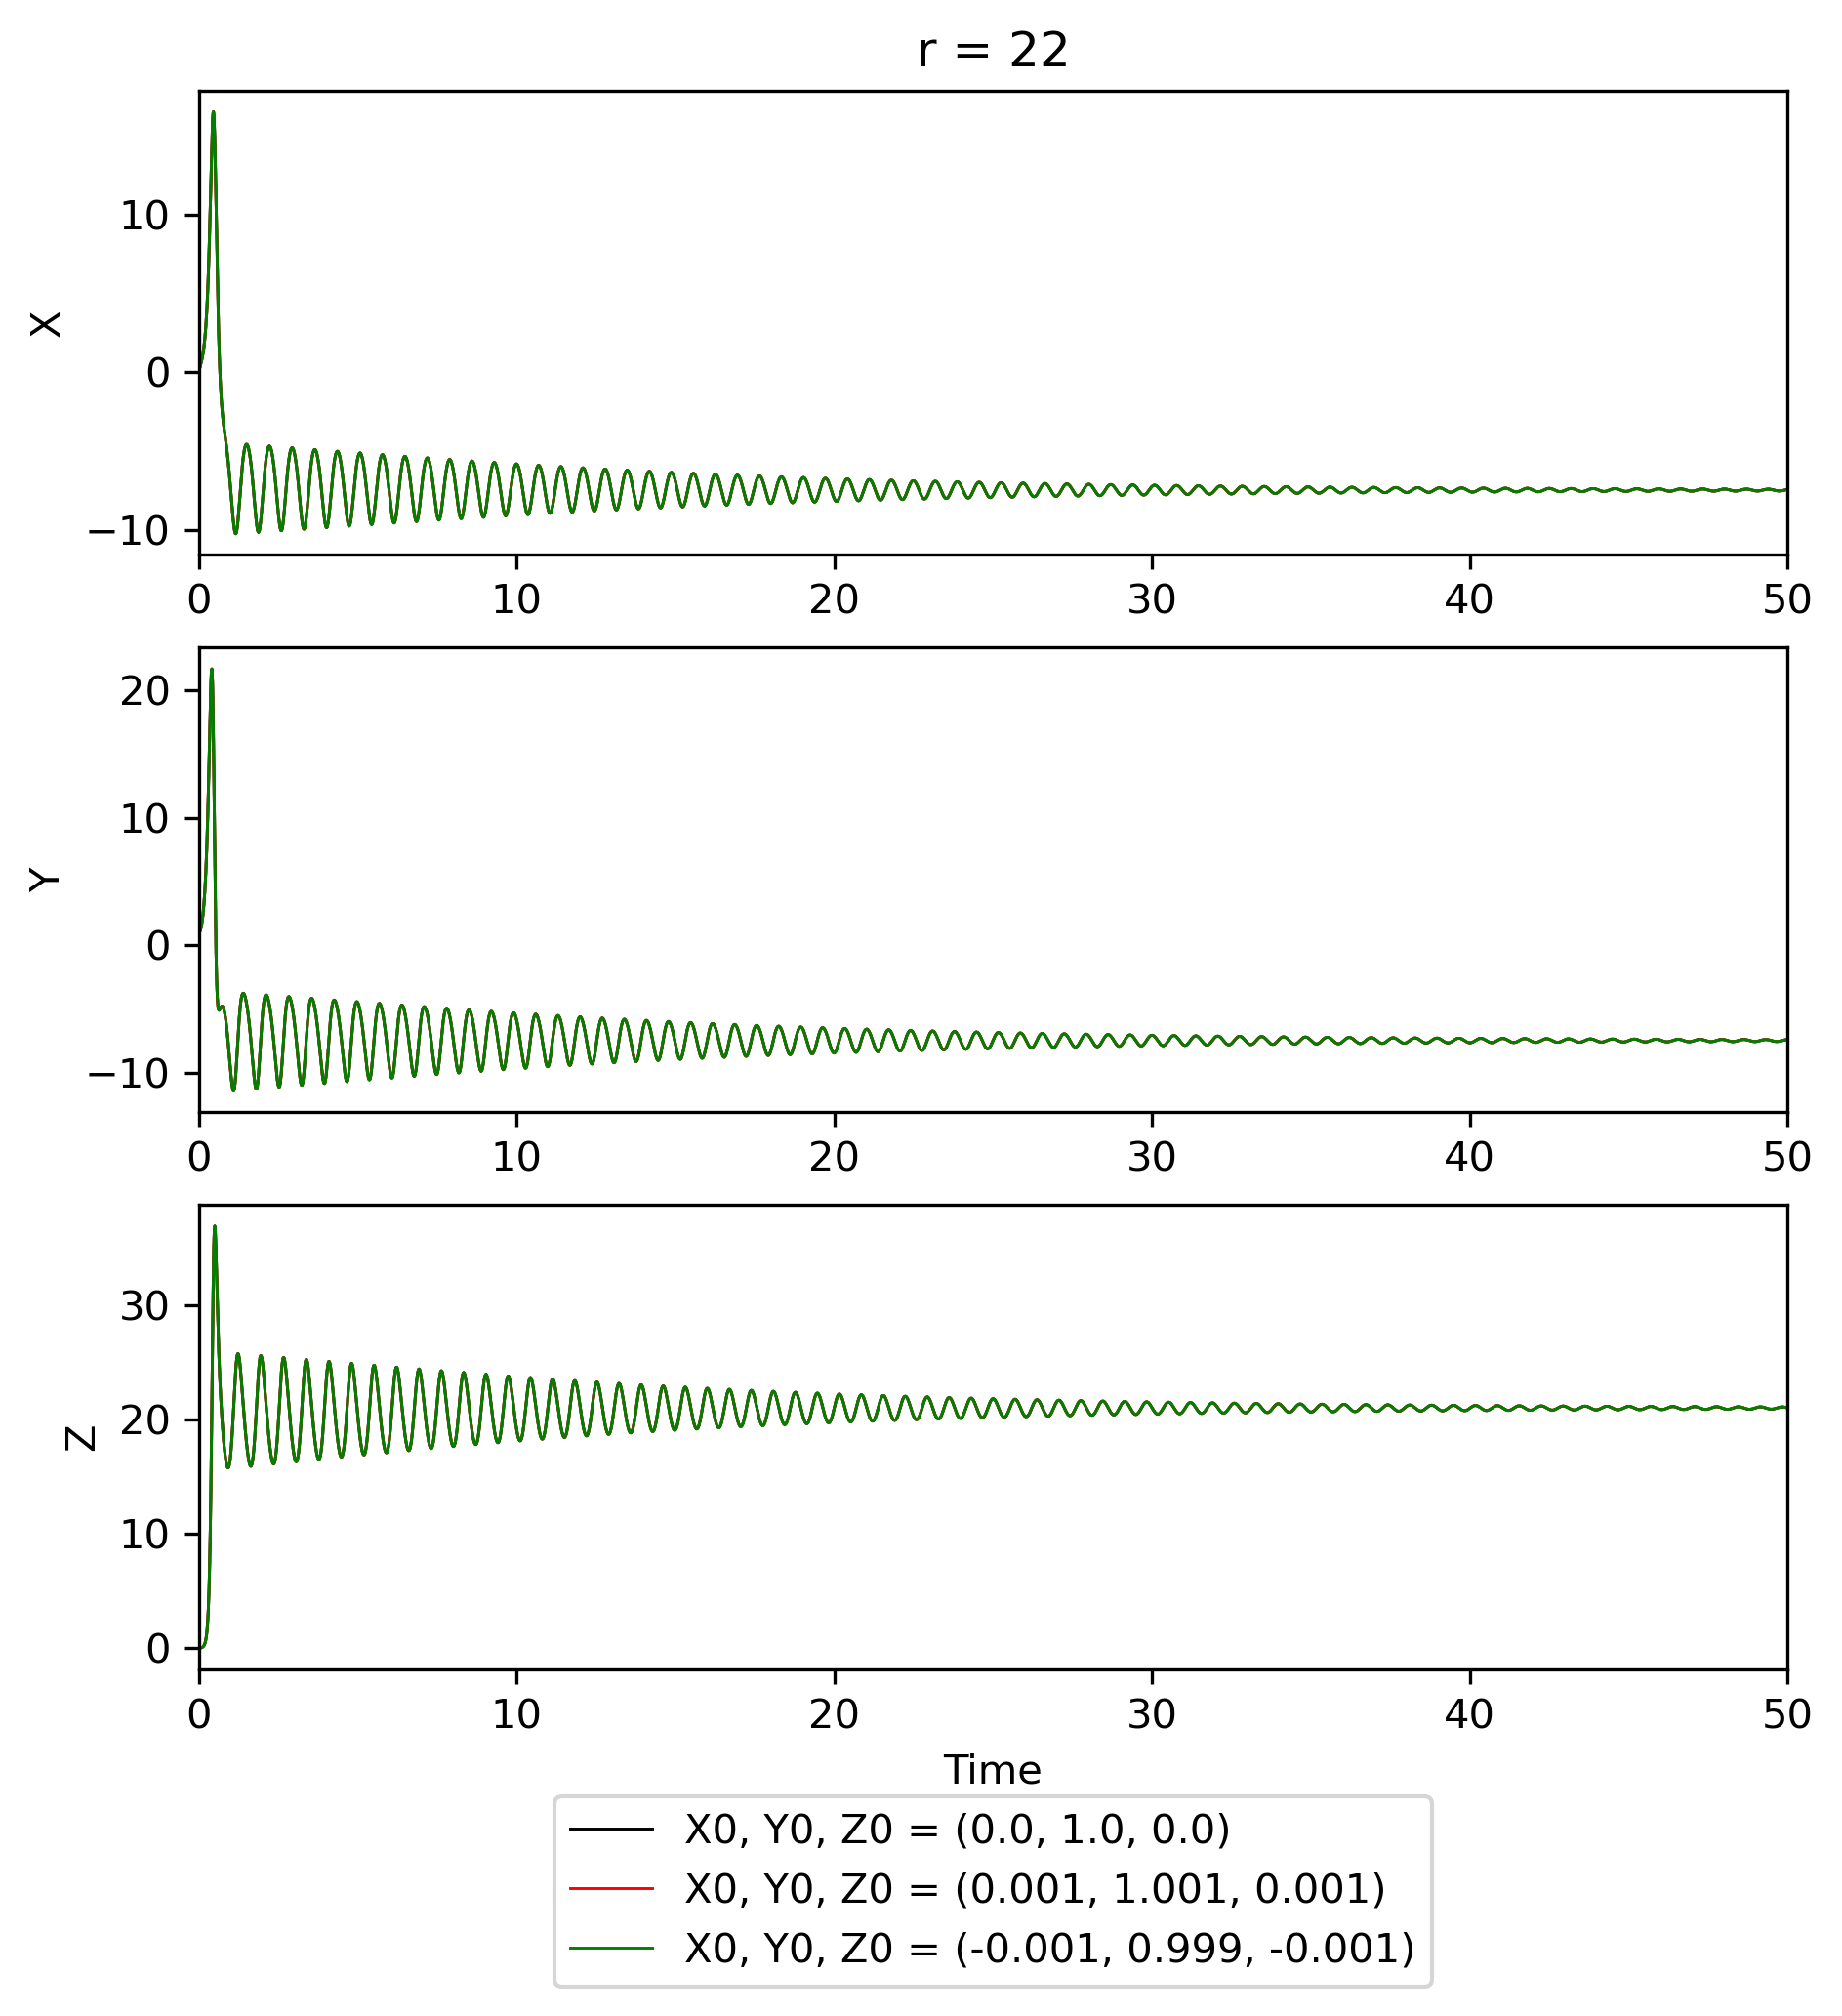 r = 22
10
0
−10
X
0 10 20 30 40 50
20
10
0
−10
Y
0 10 20 30 40 50
30
20
10
0
Z
0 10 20 30 40 50
Time
X0, Y0, Z0 = (0.0, 1.0, 0.0)
X0, Y0, Z0 = (0.001, 1.001, 0.001)
X0, Y0, Z0 = (-0.001, 0.999, -0.001)